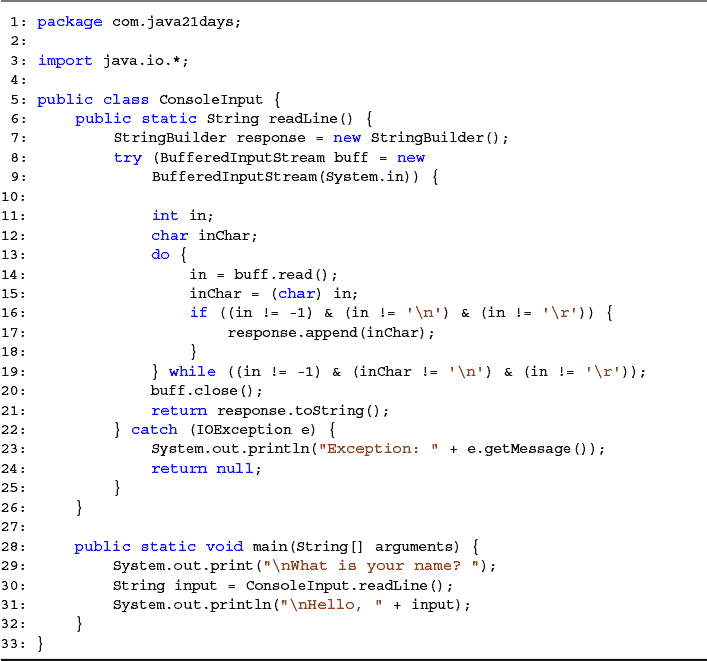 1: package com.java21days;
2:
3: import java.io.*;
4:
5: public class ConsoleInput {
6:     public static String readLine() {
7:         StringBuilder response = new StringBuilder();
8:         try (BufferedInputStream buff = new
9:             BufferedInputStream(System.in)) {
10:
11:             int in;
12:             char inChar;
13:             do {
14:                 in = buff.read();
15:                 inChar = (char) in;
16:                 if ((in != -1) & (in != '\n') & (in != '\r')) {
17:                     response.append(inChar);
18:                 }
19:             } while ((in != -1) & (inChar != '\n') & (in != '\r'));
20:             buff.close();
21:             return response.toString();
22:         } catch (IOException e) {
23:             System.out.println("Exception: " + e.getMessage());
24:             return null;
25:         }
26:     }
27:
28:     public static void main(String[] arguments) {
29:         System.out.print("\nWhat is your name? ");
30:         String input = ConsoleInput.readLine();
31:         System.out.println("\nHello, " + input);
32:     }
33: }